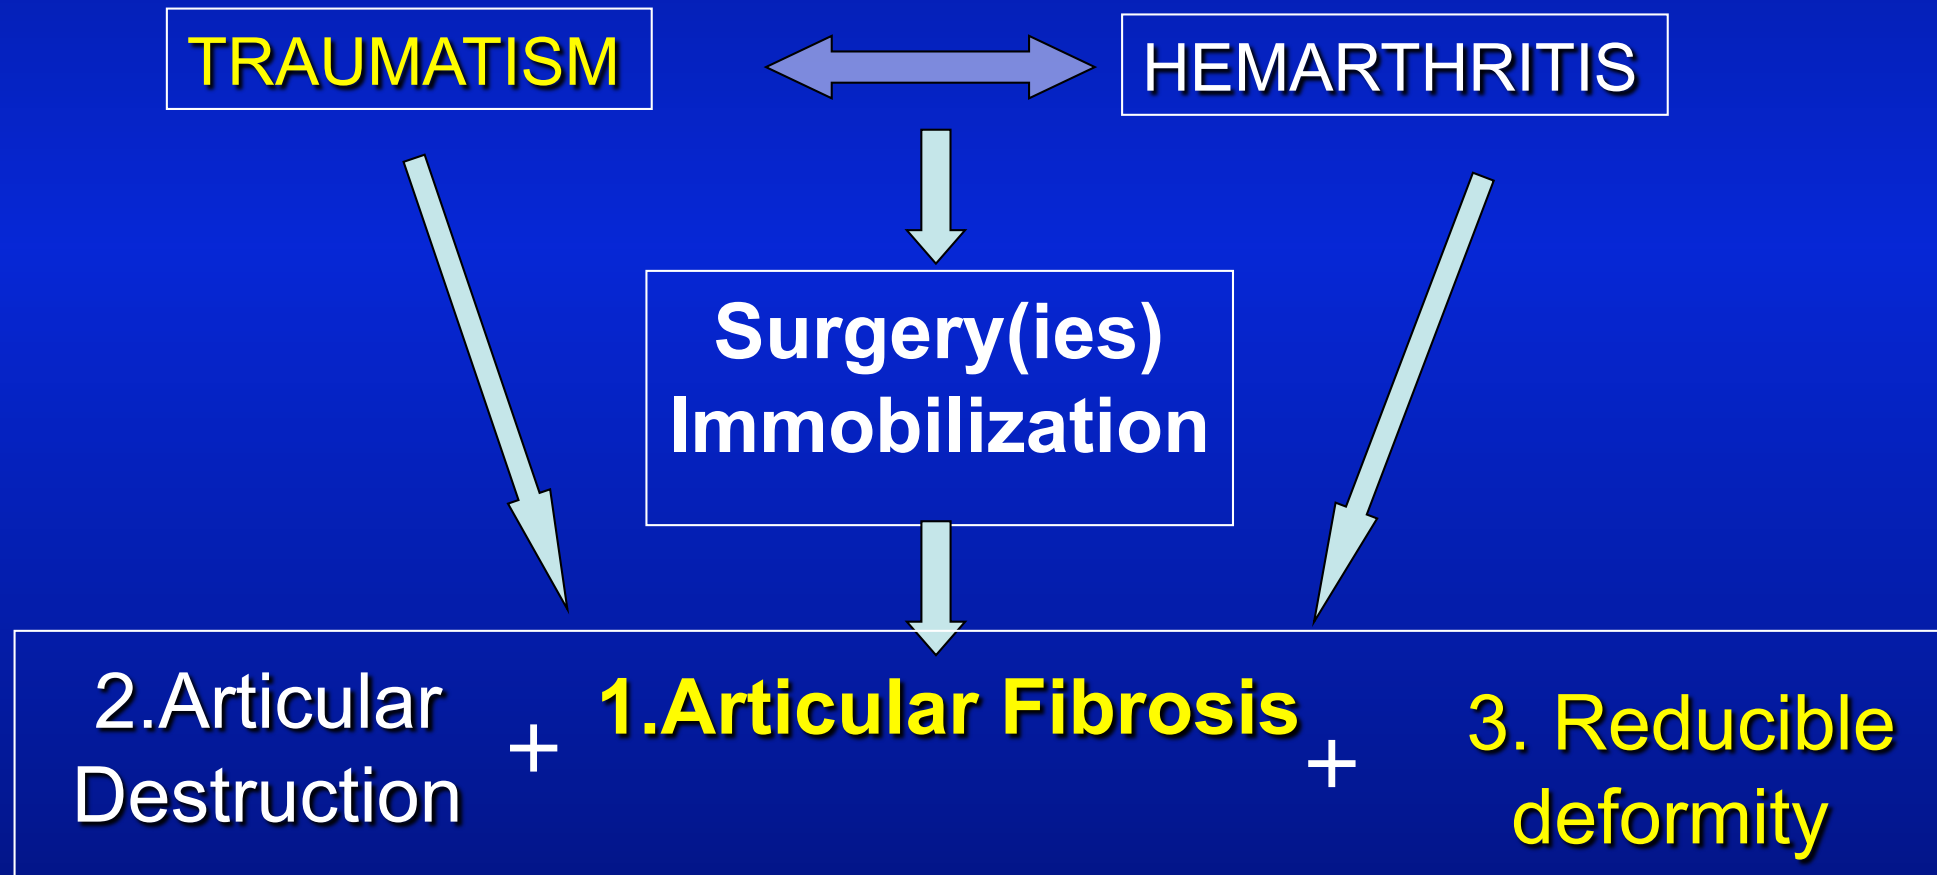 TRAUMATISM
HEMARTHRITIS
Surgery(ies)
Immobilization
2.Articular
Destruction
+
1.Articular Fibrosis
+
3. Reducible
deformity